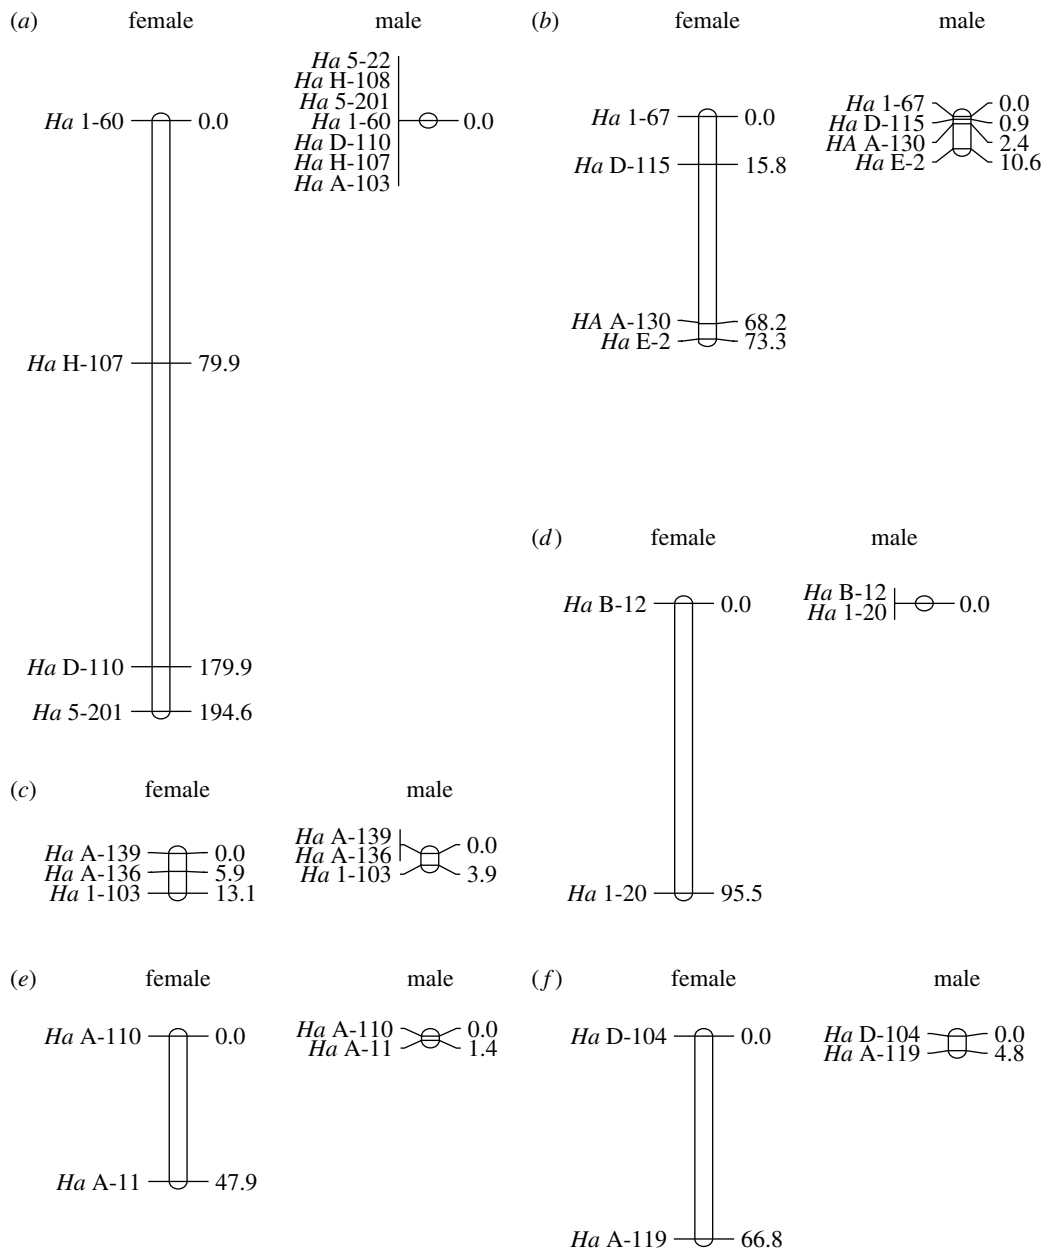 (a) female male
Ha 5-22
Ha H-108
Ha 5-201
Ha 1-60 0.0 Ha 1-60 0.0
Ha D-110
Ha H-107
Ha A-103
Ha H-107 79.9
Ha D-110 179.9
Ha 5-201 194.6
(b) female male
Ha 1-67 0.0 Ha 1-67 0.0
Ha D-115 0.9
HA A-130 2.4
Ha E-2 10.6
Ha D-115 15.8
HA A-130 68.2
Ha E-2 73.3
(c) female male
Ha A-139 0.0 Ha A-139 0.0
Ha A-136 5.9 Ha A-136
Ha 1-103 13.1 Ha 1-103 3.9
(d) female male
Ha B-12 0.0 Ha B-12 0.0
Ha 1-20
Ha 1-20 95.5
(e) female male
Ha A-110 0.0 Ha A-110 0.0
Ha A-11 1.4
Ha A-11 47.9
(f) female male
Ha D-104 0.0 Ha D-104 0.0
Ha A-119 4.8
Ha A-119 66.8